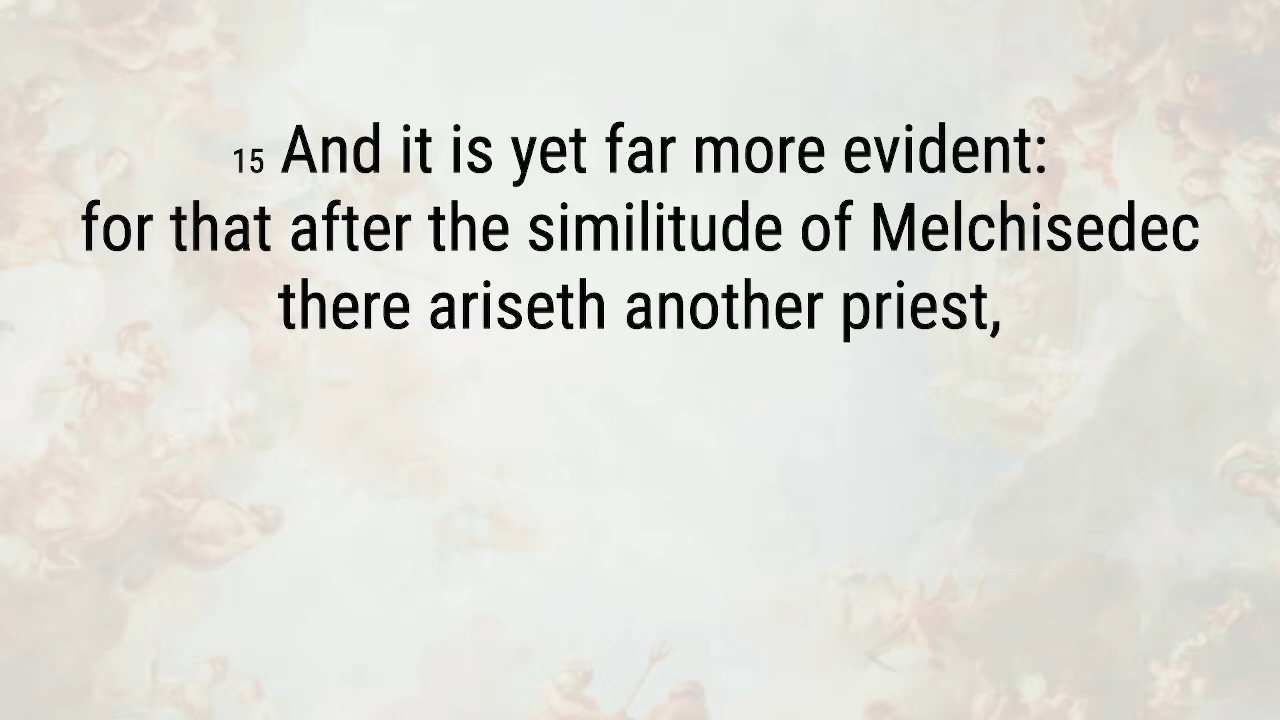 15 And it is yet far more evident:
for that after the similitude of Melchisedec
there ariseth another priest,